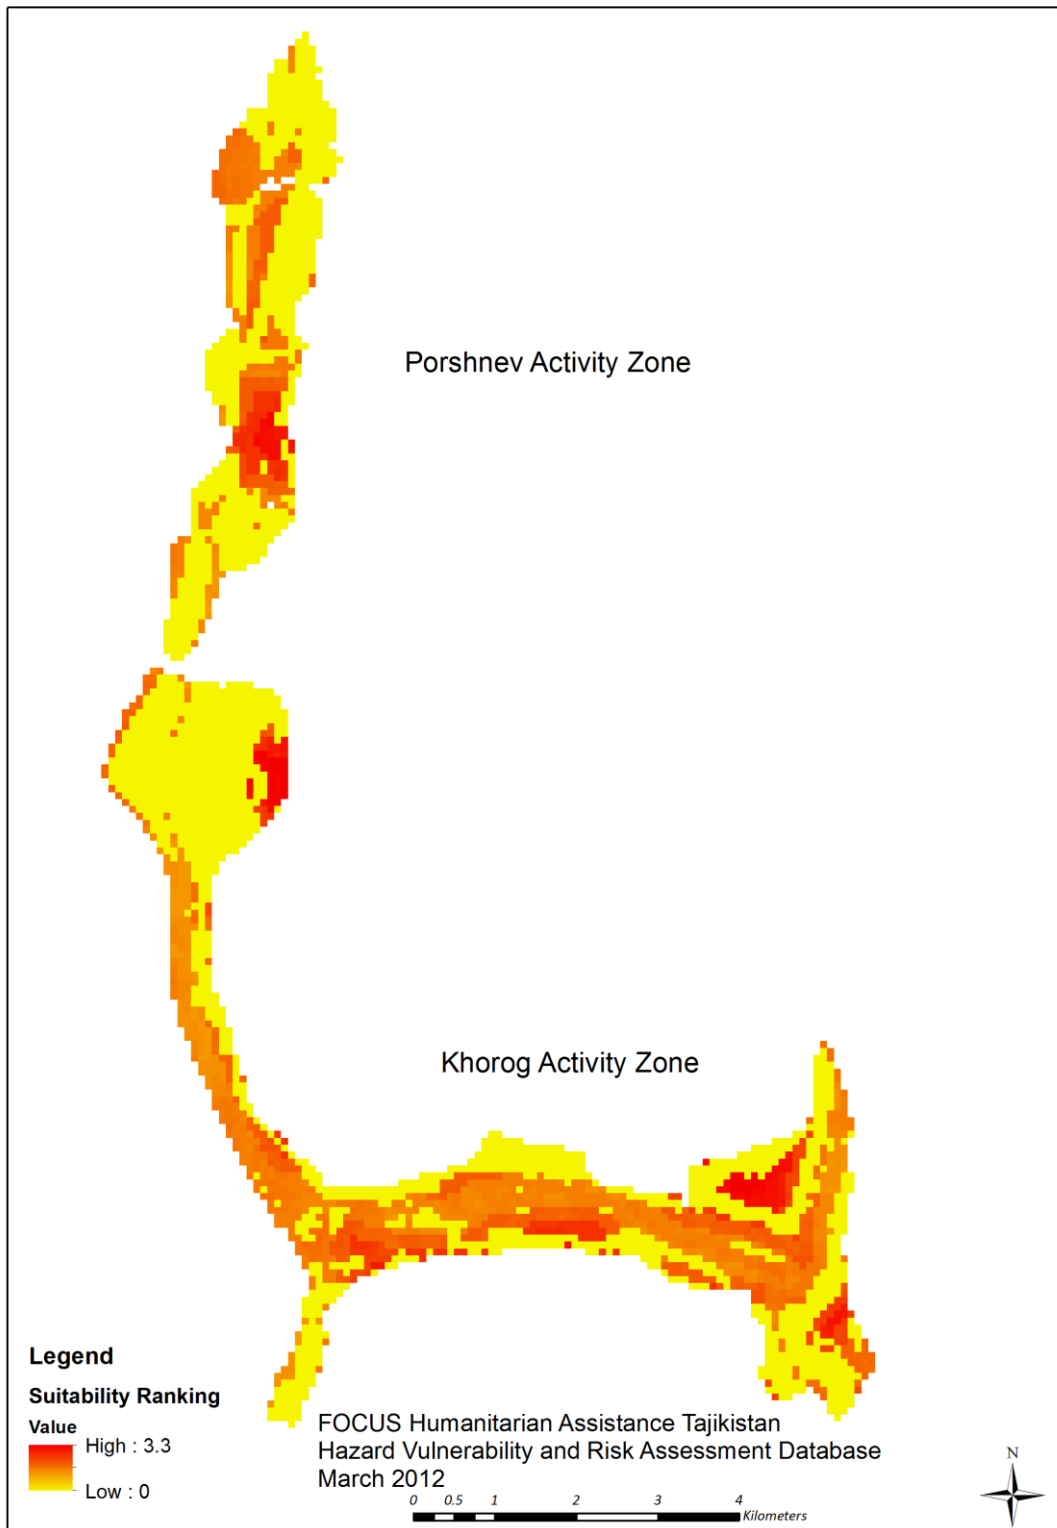 Porshnev Activity Zone
Khorog Activity Zone
Legend
Suitability Ranking
Value
High : 3.3
Low : 0
FOCUS Humanitarian Assistance Tajikistan
Hazard Vulnerability and Risk Assessment Database
March 2012
0 0.5 1 2 3 4
Kilometers
N